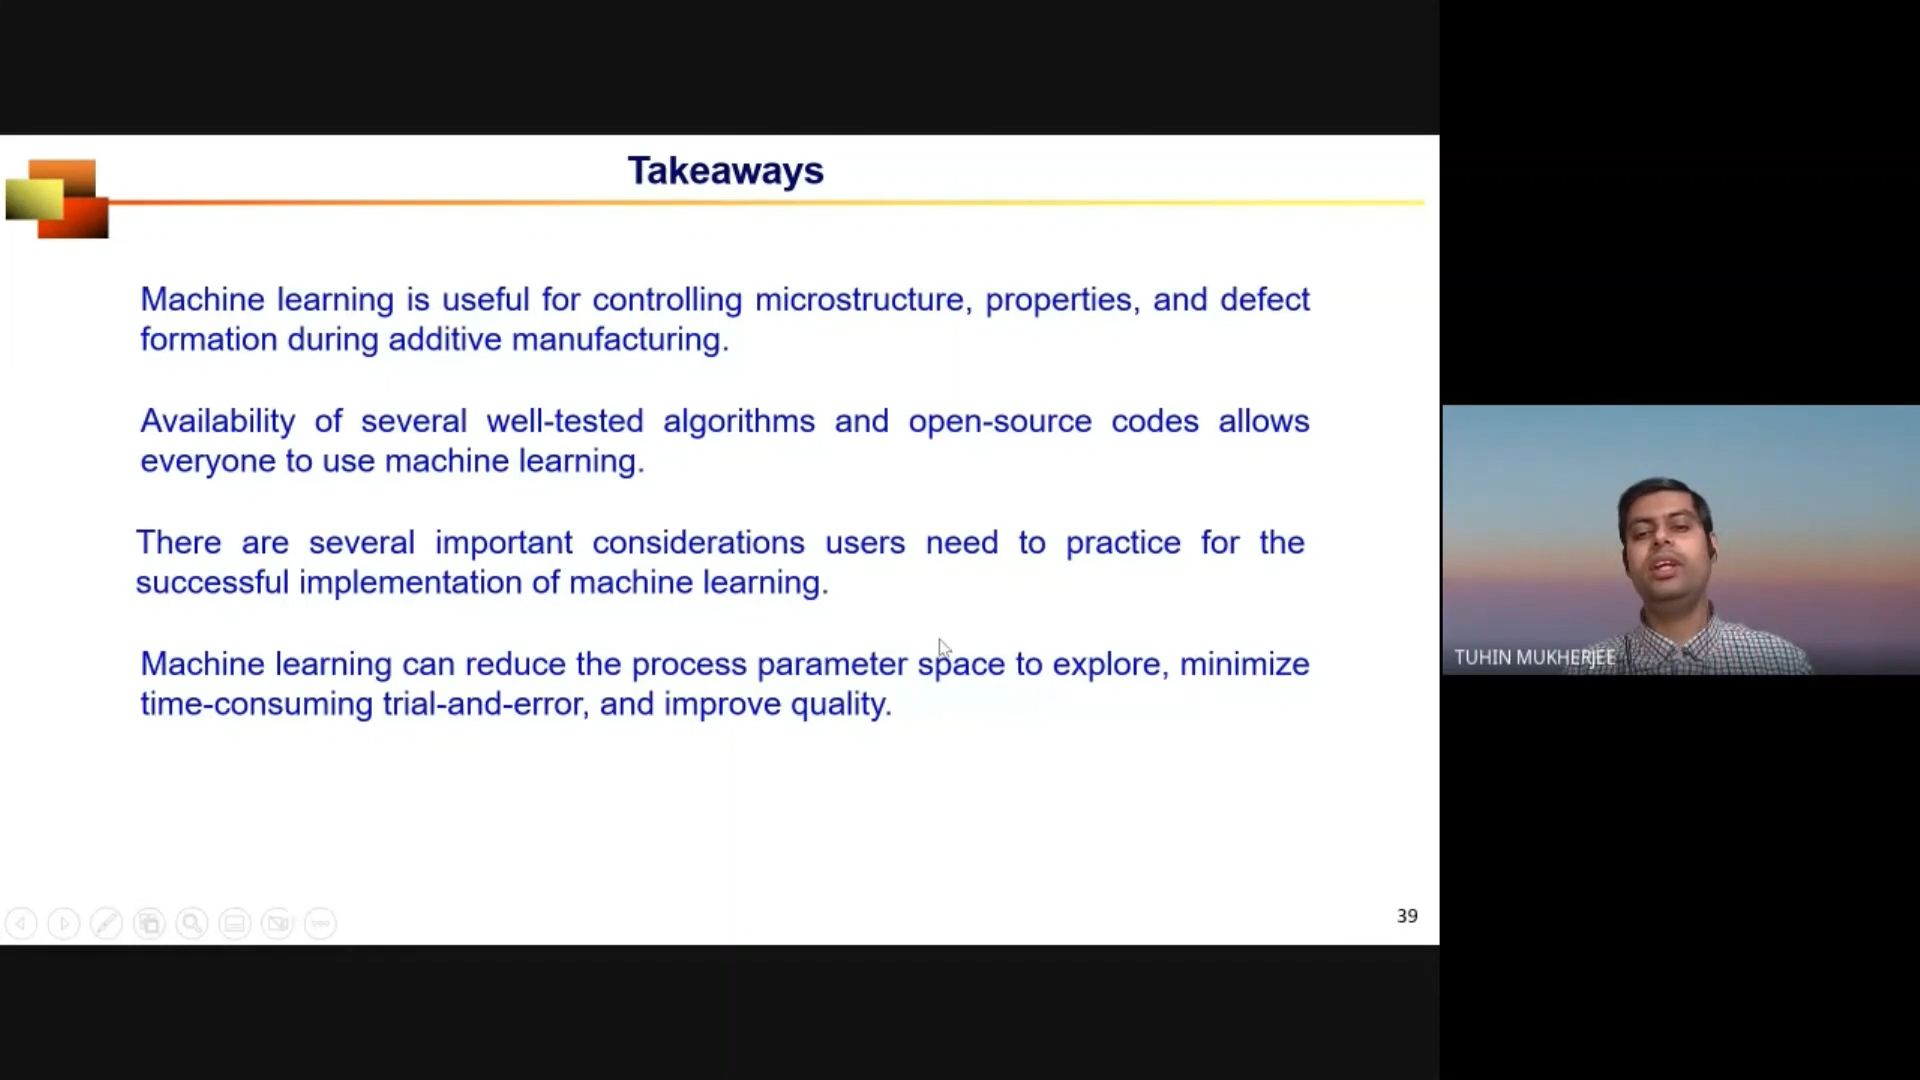 Takeaways
Machine learning is useful for controlling microstructure, properties, and defect
formation during additive manufacturing.
Availability of several well-tested algorithms and open-source codes allows
everyone to use machine learning.
There are several important considerations users need to practice for the
successful implementation of machine learning.
Machine learning can reduce the process parameter space to explore, minimize
time-consuming trial-and-error, and improve quality.
39
TUHIN MUKHERJEE